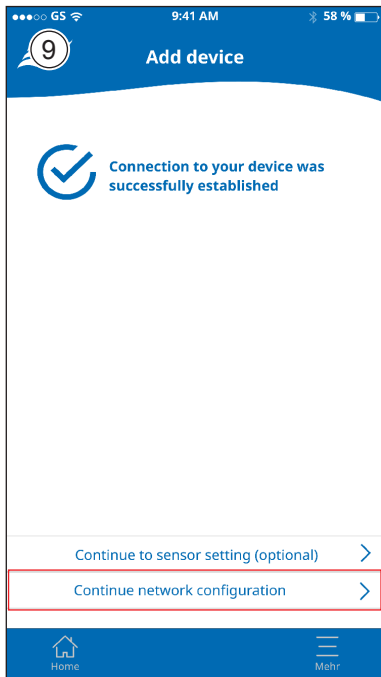 GS 9:41 AM 58 %
9
Add device
Connection to your device was
successfully established
Continue to sensor setting (optional)
Continue network configuration
Home Mehr